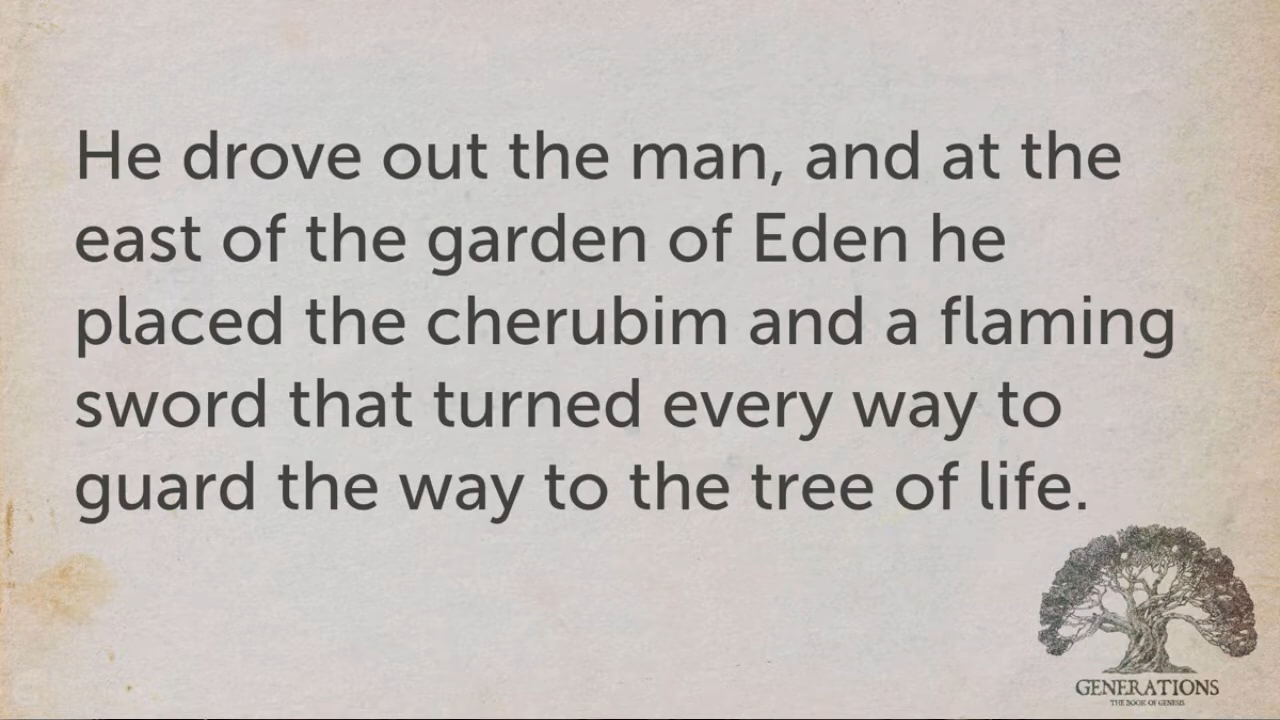 He drove out the man, and at the
east of the garden of Eden he
placed the cherubim and a flaming
sword that turned every way to
guard the way to the tree of life.
GENERATIONS
THE BOOK OF GENESIS